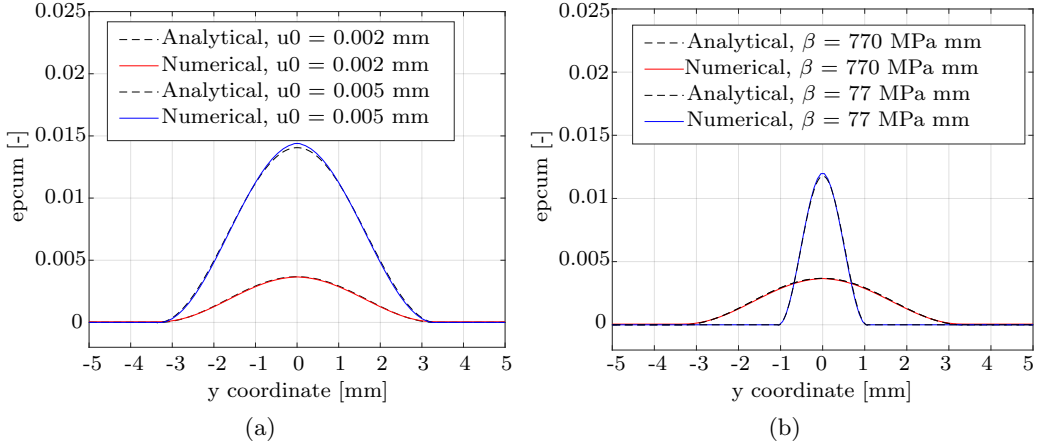 0.025
0.02
0.015
0.01
0.005
0
epcum [-]
Analytical, u0 = 0.002 mm
Numerical, u0 = 0.002 mm
Analytical, u0 = 0.005 mm
Numerical, u0 = 0.005 mm
-5 -4 -3 -2 -1 0 1 2 3 4 5
y coordinate [mm]
(a)
0.025
0.02
0.015
0.01
0.005
0
epcum [-]
Analytical, β = 770 MPa mm
Numerical, β = 770 MPa mm
Analytical, β = 77 MPa mm
Numerical, β = 77 MPa mm
-5 -4 -3 -2 -1 0 1 2 3 4 5
y coordinate [mm]
(b)